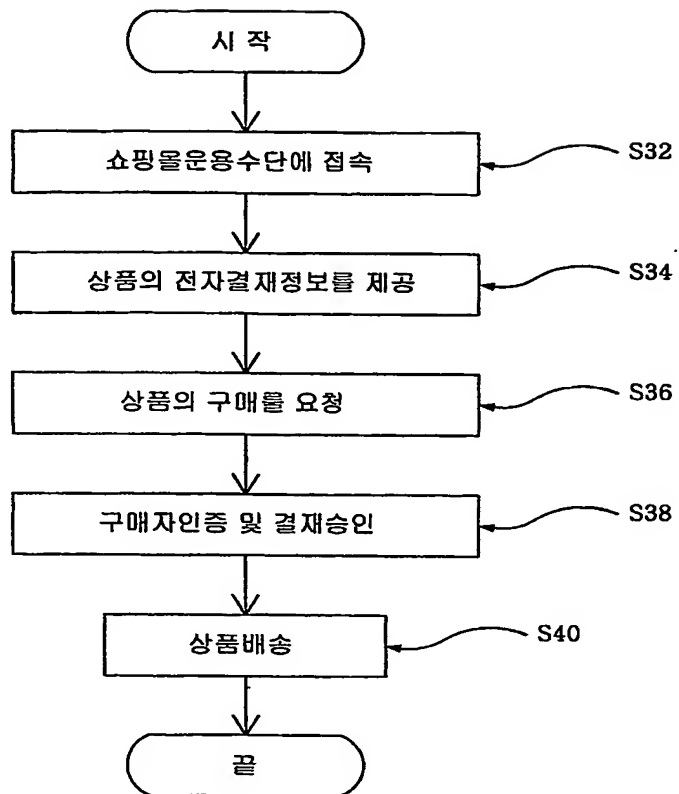 시 작
쇼핑몰운용수단에 접속
S32
상품의 전자결재정보를 제공
S34
상품의 구매를 요청
S36
구매자인증 및 결재승인
S38
상품배송
S40
끝